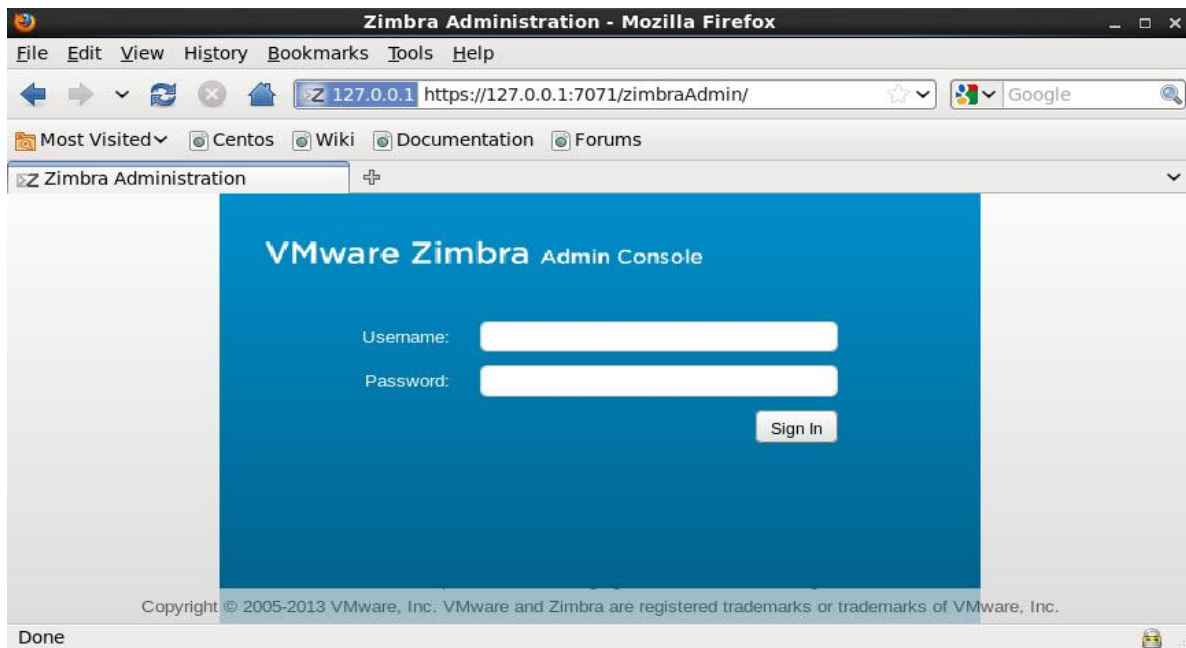 Zimbra Administration - Mozilla Firefox
File Edit View History Bookmarks Tools Help
Z 127.0.0.1 https://127.0.0.1:7071/zimbraAdmin/ Google
Most Visited Centos Wiki Documentation Forums
Z Zimbra Administration
VMware Zimbra Admin Console
Username:
Password:
Sign In
Copyright © 2005-2013 VMware, Inc. VMware and Zimbra are registered trademarks or trademarks of VMware, Inc.
Done